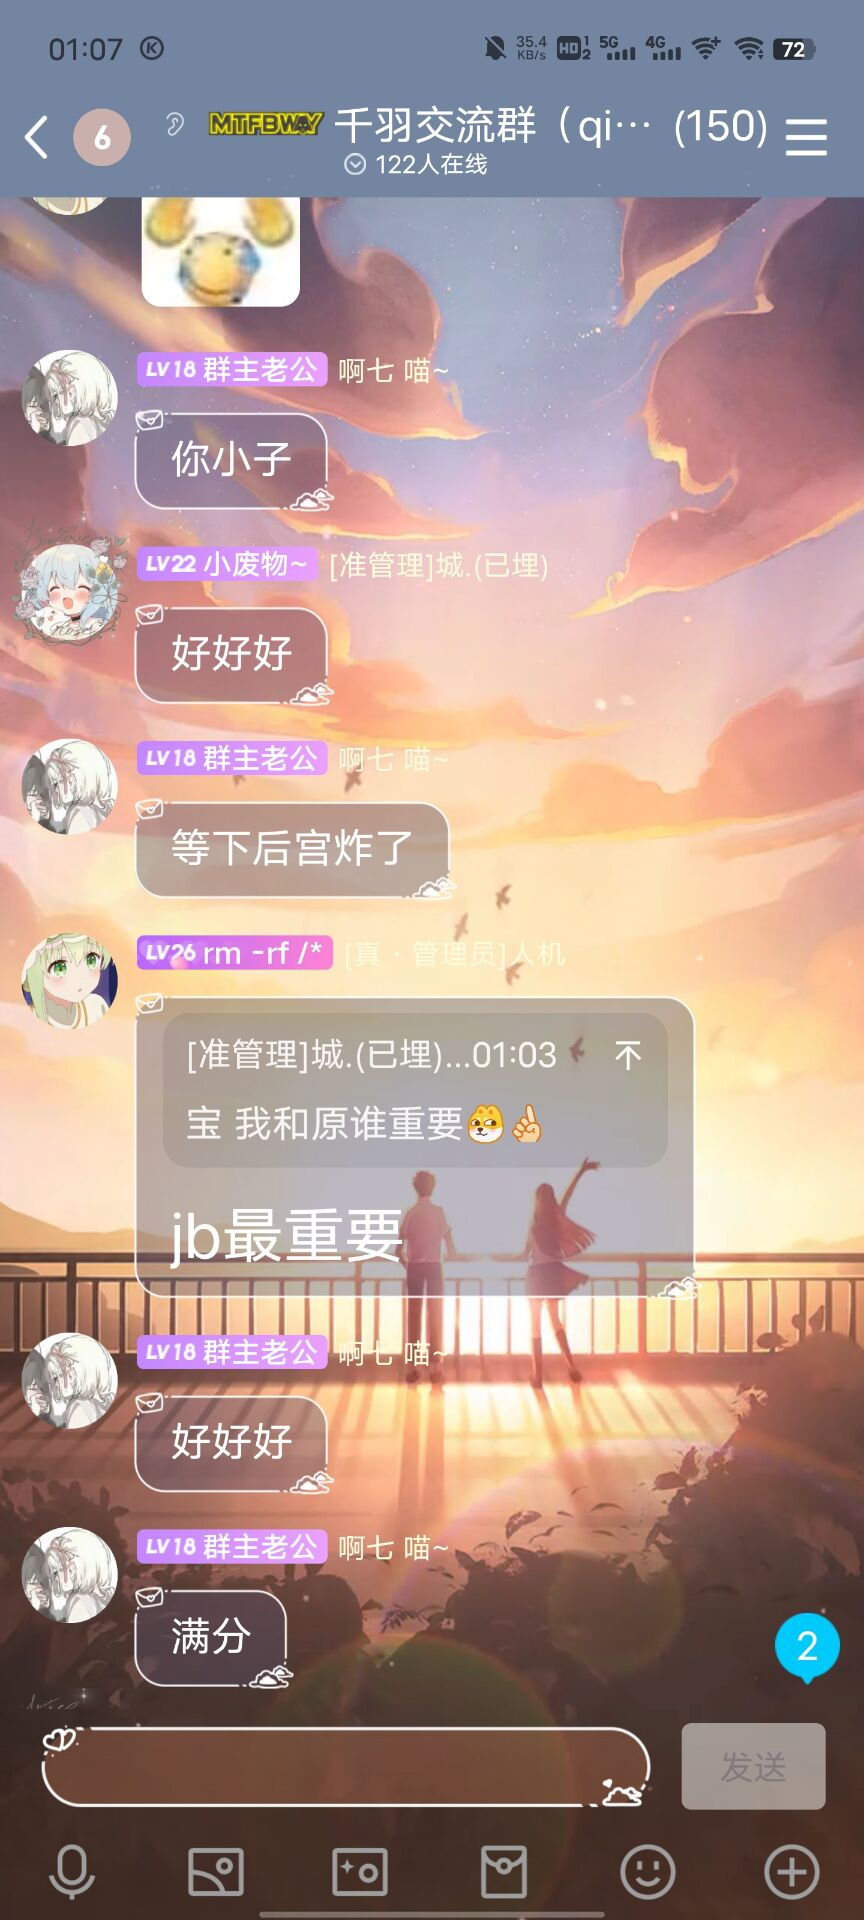 01:07
35.4 KB/s HD 1 2 5G 4G 72
6 MTFBWAY 千羽交流群（qi… (150)
122人在线
LV18 群主老公 啊七 喵~
你小子
LV22 小废物~ [准管理]城.(已埋)
好好好
LV18 群主老公 啊七 喵~
等下后宫炸了
LV26 rm -rf /* [真·管理员]人机
[准管理]城.(已埋)...01:03
宝 我和原谁重要
jb最重要
LV18 群主老公 啊七 喵~
好好好
LV18 群主老公 啊七 喵~
满分
2
发送